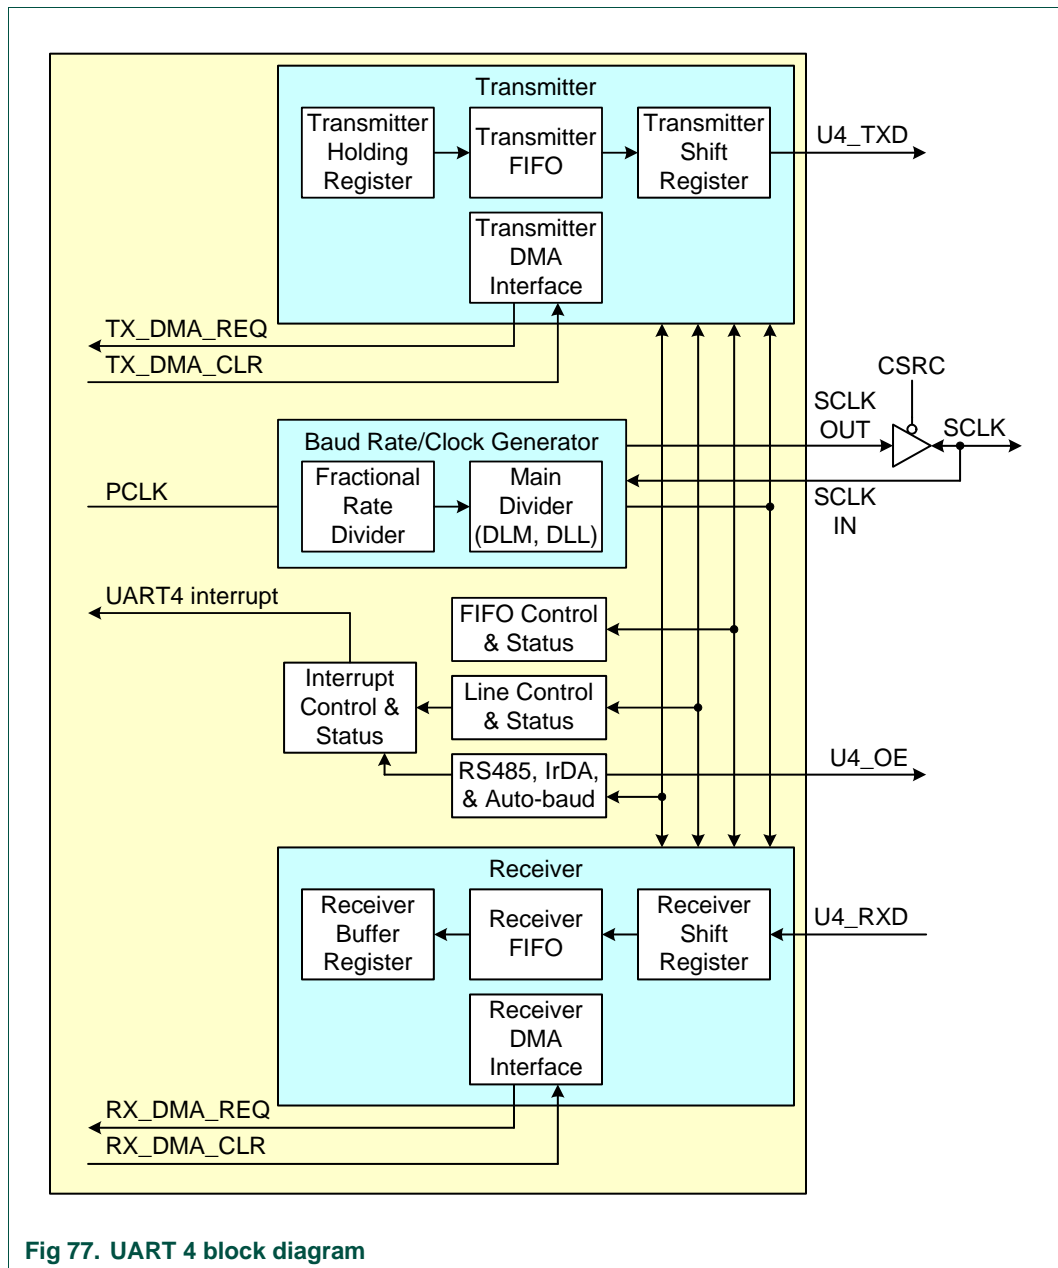 Transmitter
Transmitter
Holding
Register
Transmitter
FIFO
Transmitter
Shift
Register
U4_TXD
Transmitter
DMA
Interface
TX_DMA_REQ
TX_DMA_CLR
CSRC
SCLK
OUT
SCLK
Baud Rate/Clock Generator
Fractional
Rate
Divider
Main
Divider
(DLM, DLL)
PCLK
SCLK
IN
UART4 interrupt
FIFO Control
& Status
Interrupt
Control &
Status
Line Control
& Status
RS485, IrDA,
& Auto-baud
U4_OE
Receiver
Receiver
Buffer
Register
Receiver
FIFO
Receiver
Shift
Register
U4_RXD
Receiver
DMA
Interface
RX_DMA_REQ
RX_DMA_CLR
Fig 77. UART 4 block diagram